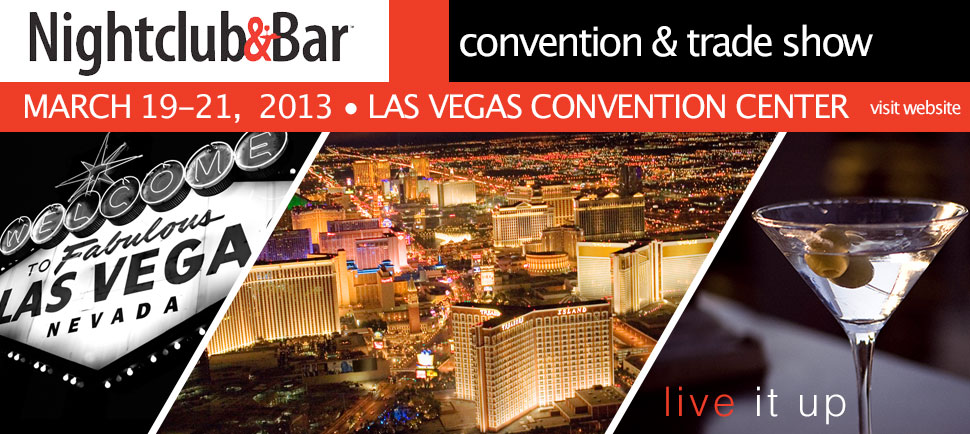 Nightclub&Bar
convention & trade show
MARCH 19–21, 2013 • LAS VEGAS CONVENTION CENTER visit website
WELCOME
TO Fabulous
LAS VEGA
NEVADA
TREASURE ISLAND
live it up